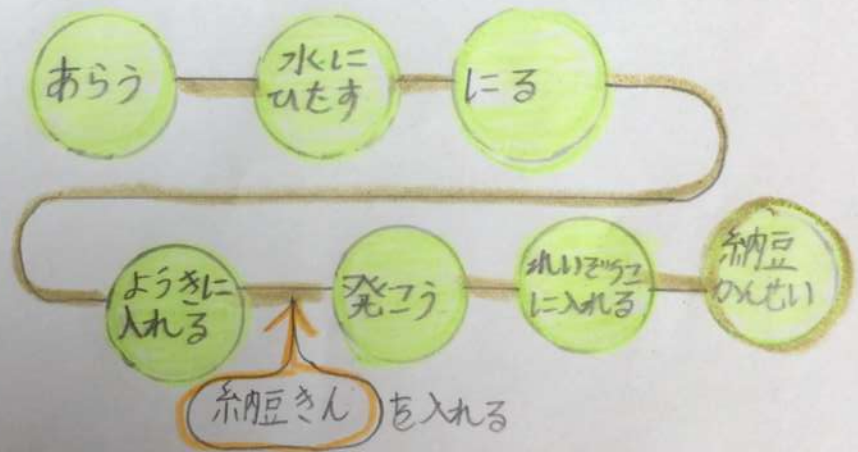 あらう
水に
ひたす
にる
ようきに
入れる
発こう
れいぞうこ
に入れる
納豆
かんせい
納豆きんを入れる